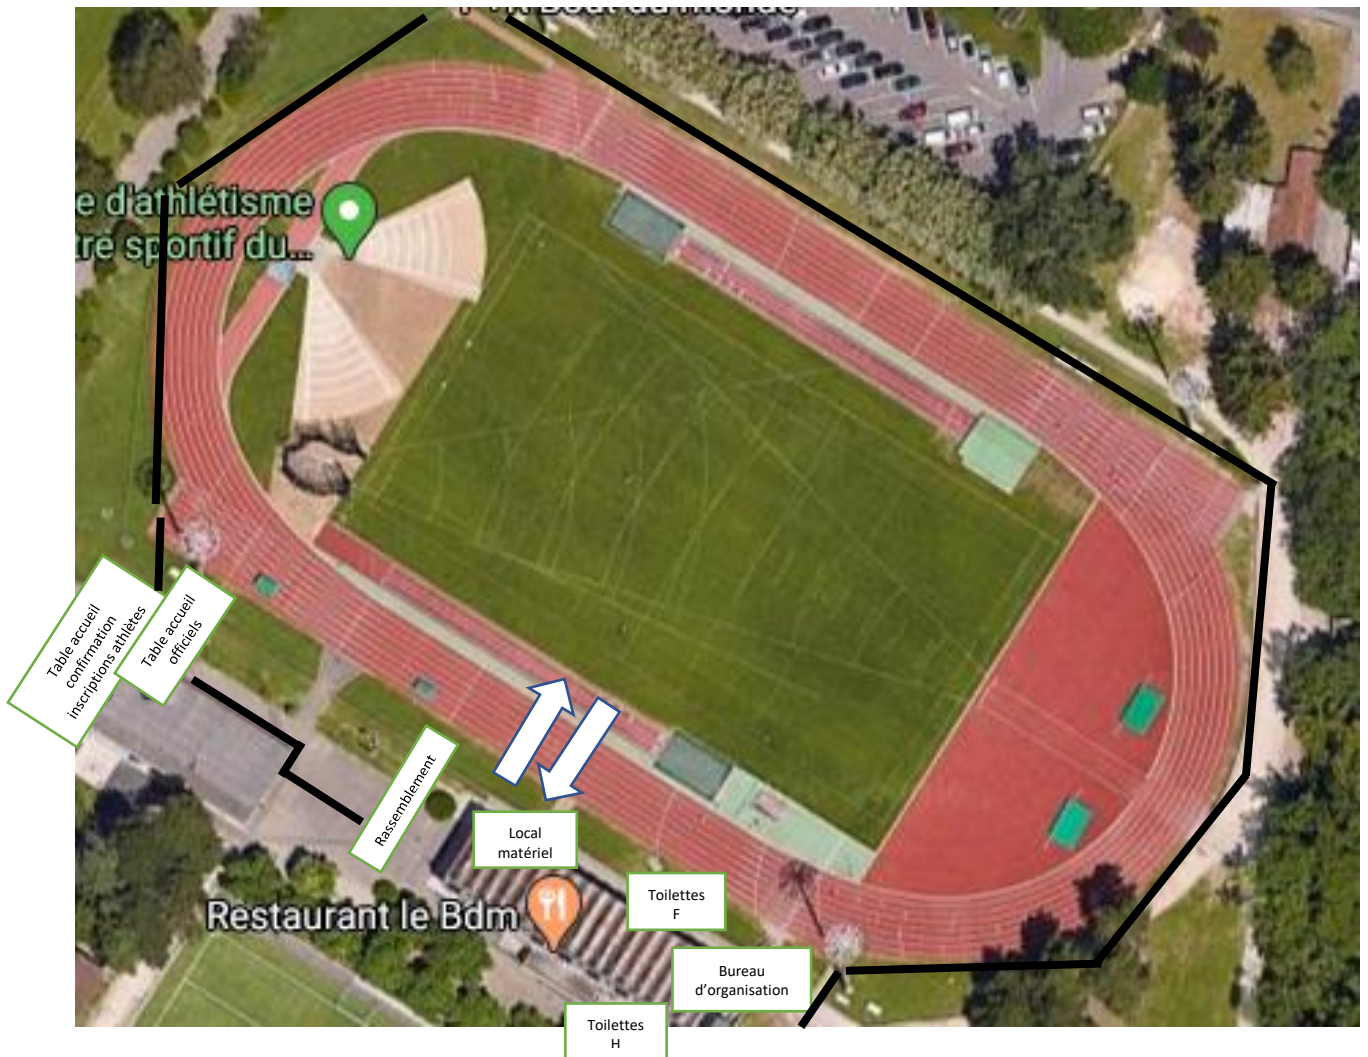 e d'athlétisme
tre sportif du...
Table accueil
confirmation
inscriptions athlètes
Table accueil
officiels
Rassemblement
Local
matériel
Restaurant le Bdm
Toilettes
F
Bureau
d'organisation
Toilettes
H